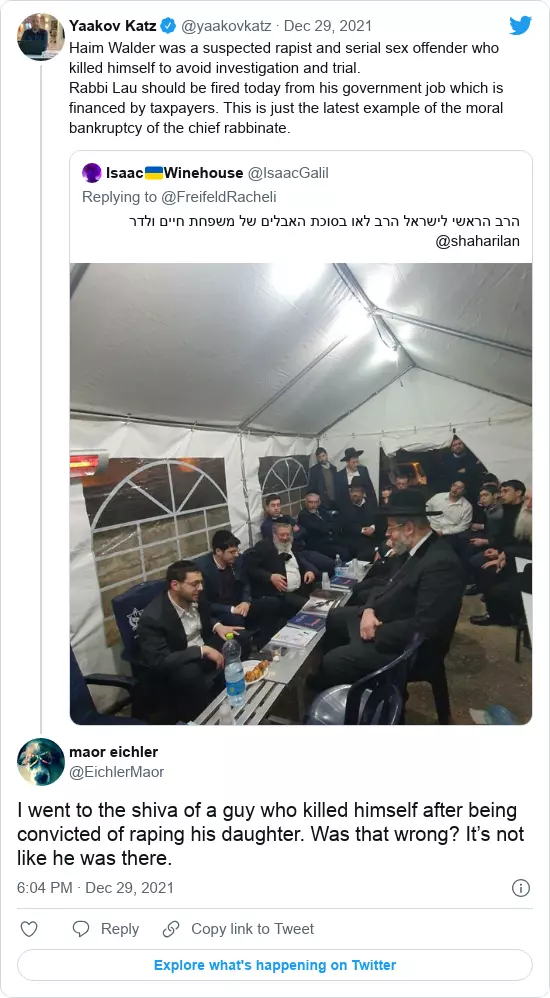 Yaakov Katz @yaakovkatz · Dec 29, 2021
Haim Walder was a suspected rapist and serial sex offender who
killed himself to avoid investigation and trial.
Rabbi Lau should be fired today from his government job which is
financed by taxpayers. This is just the latest example of the moral
bankruptcy of the chief rabbinate.
Isaac🇺🇦Winehouse @IsaacGalil
Replying to @FreifeldRacheli
הרב הראשי לישראל הרב לאו בסוכת האבלים של משפחת חיים ולדר
@shaharilan
maor eichler
@EichlerMaor
I went to the shiva of a guy who killed himself after being
convicted of raping his daughter. Was that wrong? It’s not
like he was there.
6:04 PM · Dec 29, 2021
Reply
Copy link to Tweet
Explore what's happening on Twitter